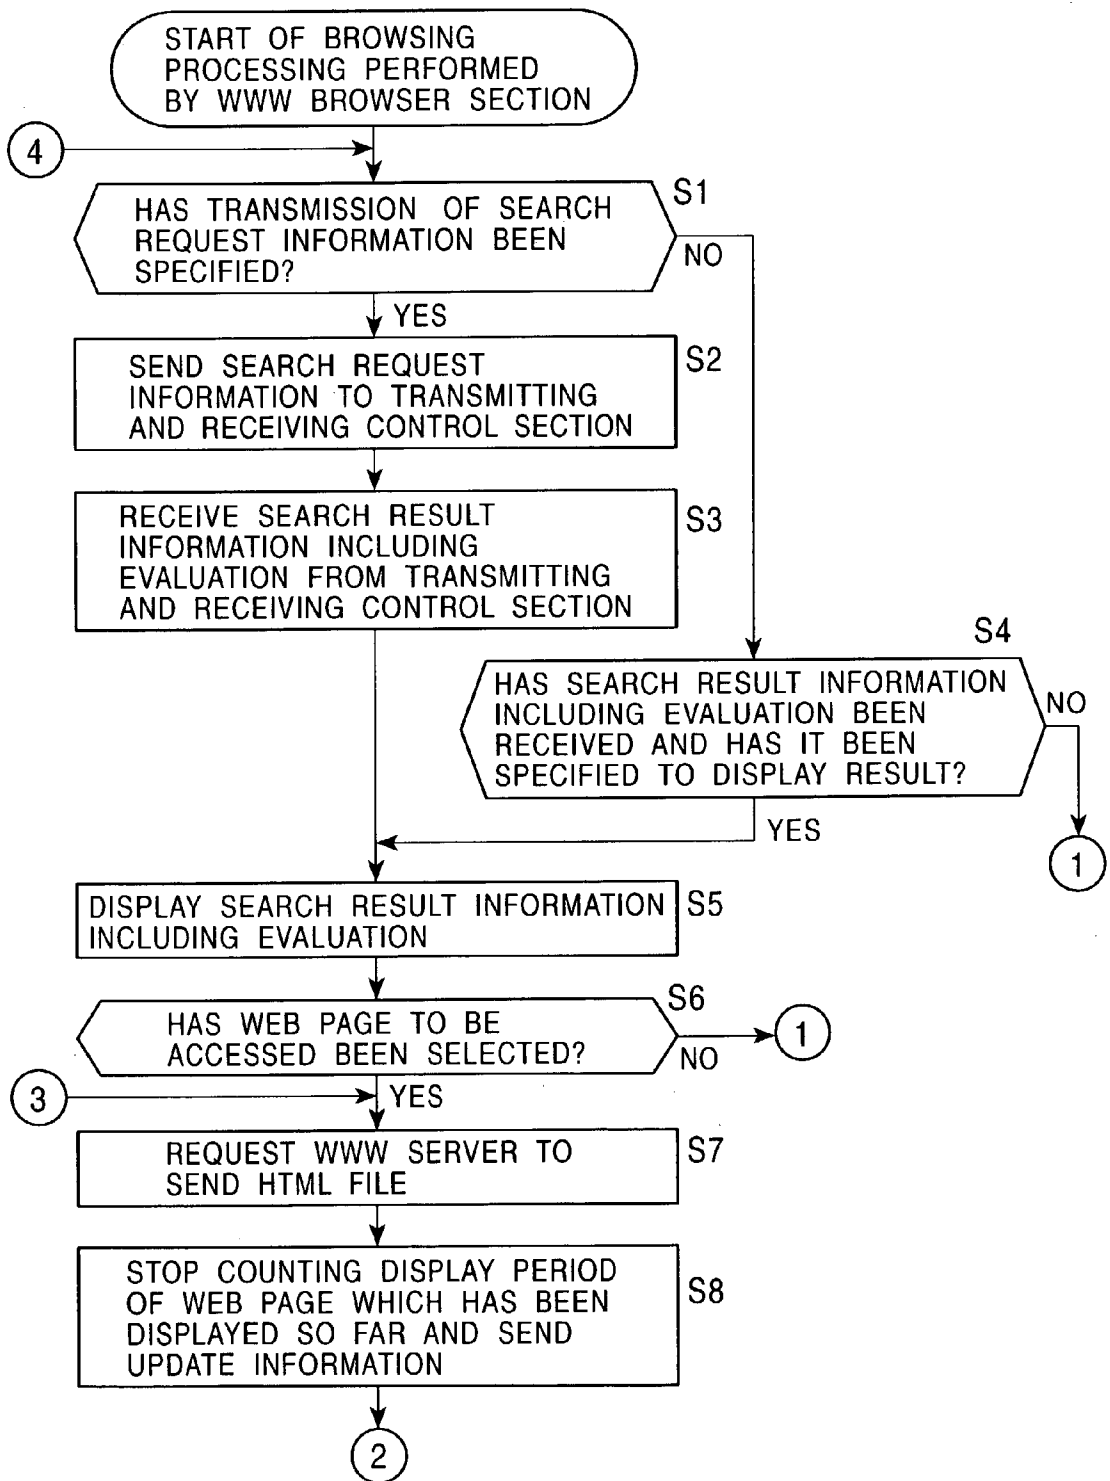 START OF BROWSING
PROCESSING PERFORMED
BY WWW BROWSER SECTION
4
HAS TRANSMISSION OF SEARCH
REQUEST INFORMATION BEEN
SPECIFIED?
S1
NO
YES
SEND SEARCH REQUEST
INFORMATION TO TRANSMITTING
AND RECEIVING CONTROL SECTION
S2
RECEIVE SEARCH RESULT
INFORMATION INCLUDING
EVALUATION FROM TRANSMITTING
AND RECEIVING CONTROL SECTION
S3
S4
HAS SEARCH RESULT INFORMATION
INCLUDING EVALUATION BEEN
RECEIVED AND HAS IT BEEN
SPECIFIED TO DISPLAY RESULT?
NO
YES
1
DISPLAY SEARCH RESULT INFORMATION
INCLUDING EVALUATION
S5
HAS WEB PAGE TO BE
ACCESSED BEEN SELECTED?
S6
NO
1
YES
3
REQUEST WWW SERVER TO
SEND HTML FILE
S7
STOP COUNTING DISPLAY PERIOD
OF WEB PAGE WHICH HAS BEEN
DISPLAYED SO FAR AND SEND
UPDATE INFORMATION
S8
2